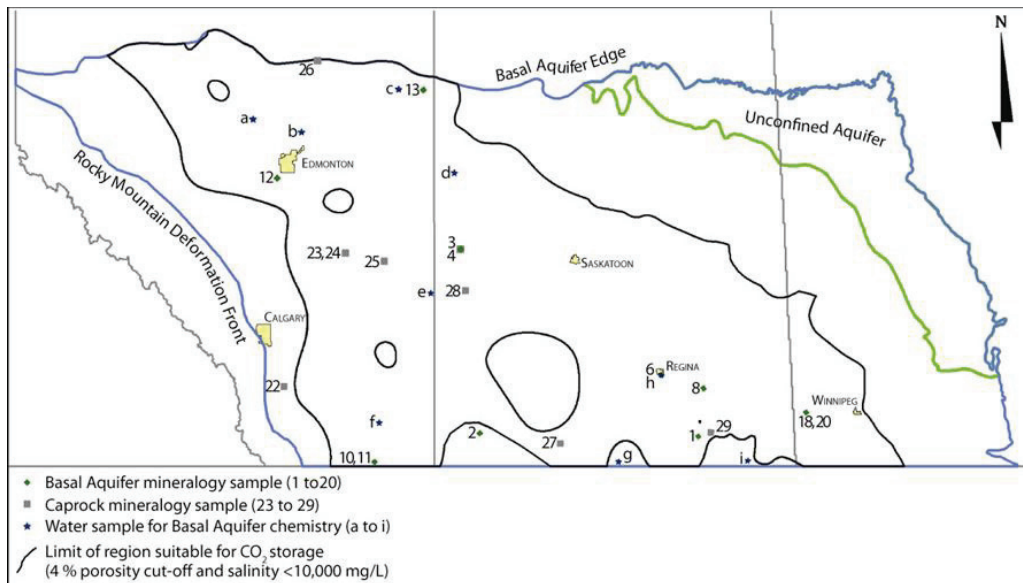 N
26
Basal Aquifer Edge
c
13
a
b
EDMONTON
12
Unconfined Aquifer
d
Rocky Mountain Deformation Front
23,24
25
3
4
SASKATOON
e
28
CALGARY
22
6
h
REGINA
8
f
2
27
1
29
18,20
WINNIPEG
10,11
g
i
Basal Aquifer mineralogy sample (1 to20)
Caprock mineralogy sample (23 to 29)
Water sample for Basal Aquifer chemistry (a to i)
Limit of region suitable for CO₂ storage
(4 % porosity cut-off and salinity <10,000 mg/L)